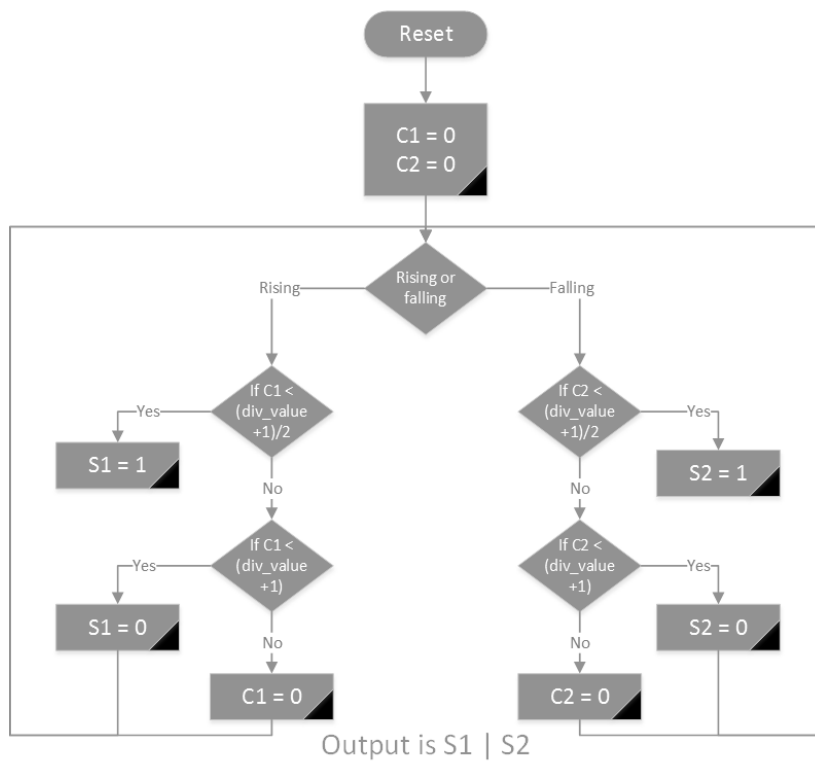 Reset
C1 = 0
C2 = 0
Rising or
falling
Rising
Falling
If C1 <
(div_value
+1)/2
Yes
S1 = 1
No
If C1 <
(div_value
+1)
Yes
S1 = 0
No
C1 = 0
If C2 <
(div_value
+1)/2
Yes
S2 = 1
No
If C2 <
(div_value
+1)
Yes
S2 = 0
No
C2 = 0
Output is S1 | S2